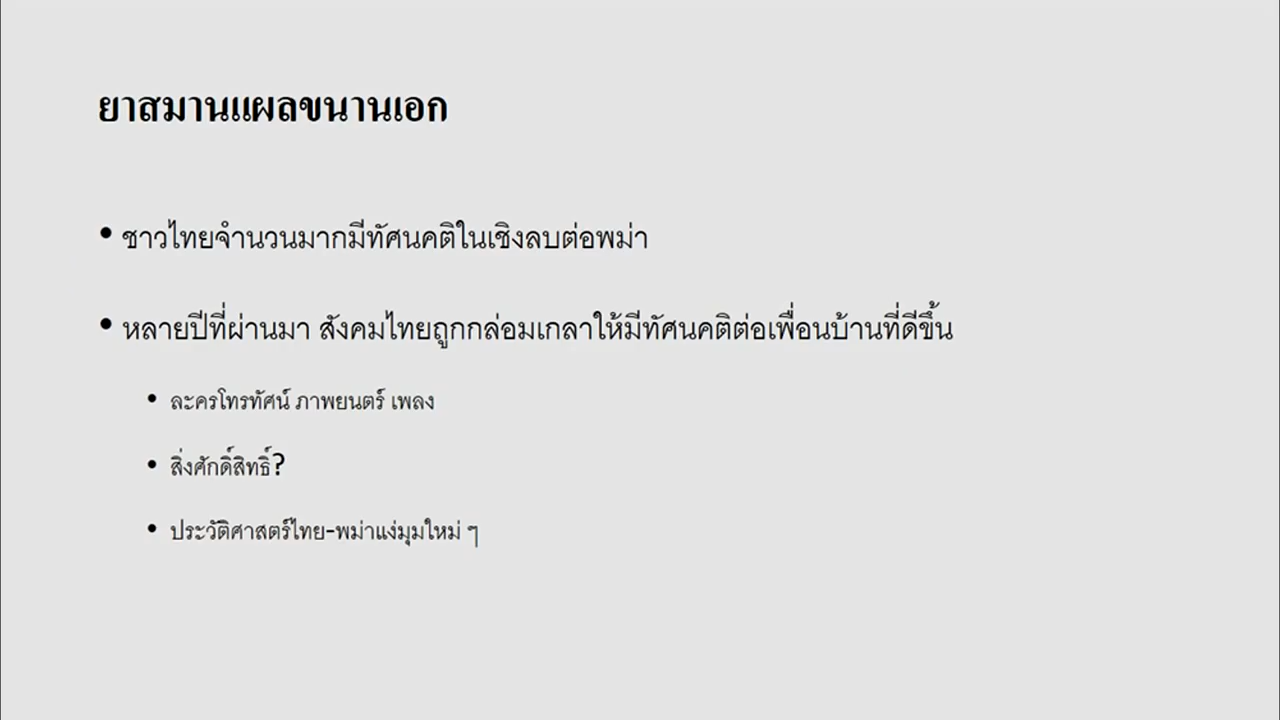 ยาสมานแผลขนานเอก
• ชาวไทยจำนวนมากมีทัศนคติในเชิงลบต่อพม่า
• หลายปีที่ผ่านมา สังคมไทยถูกกล่อมเกลาให้มีทัศนคติต่อเพื่อนบ้านที่ดีขึ้น
• ละครโทรทัศน์ ภาพยนตร์ เพลง
• สิ่งศักดิ์สิทธิ์?
• ประวัติศาสตร์ไทย-พม่าแง่มุมใหม่ ๆ